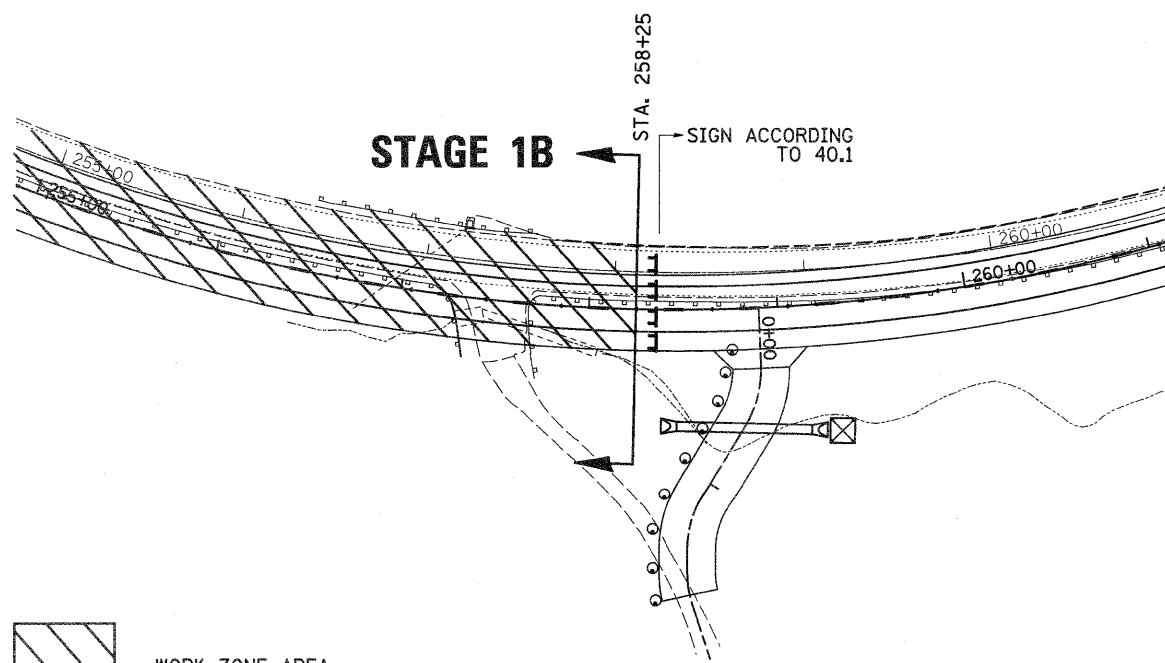 STA. 258+25
SIGN ACCORDING
TO 40.1
STAGE 1B
255+00
255+00
260+00
260+00
0+00
WORK ZONE AREA